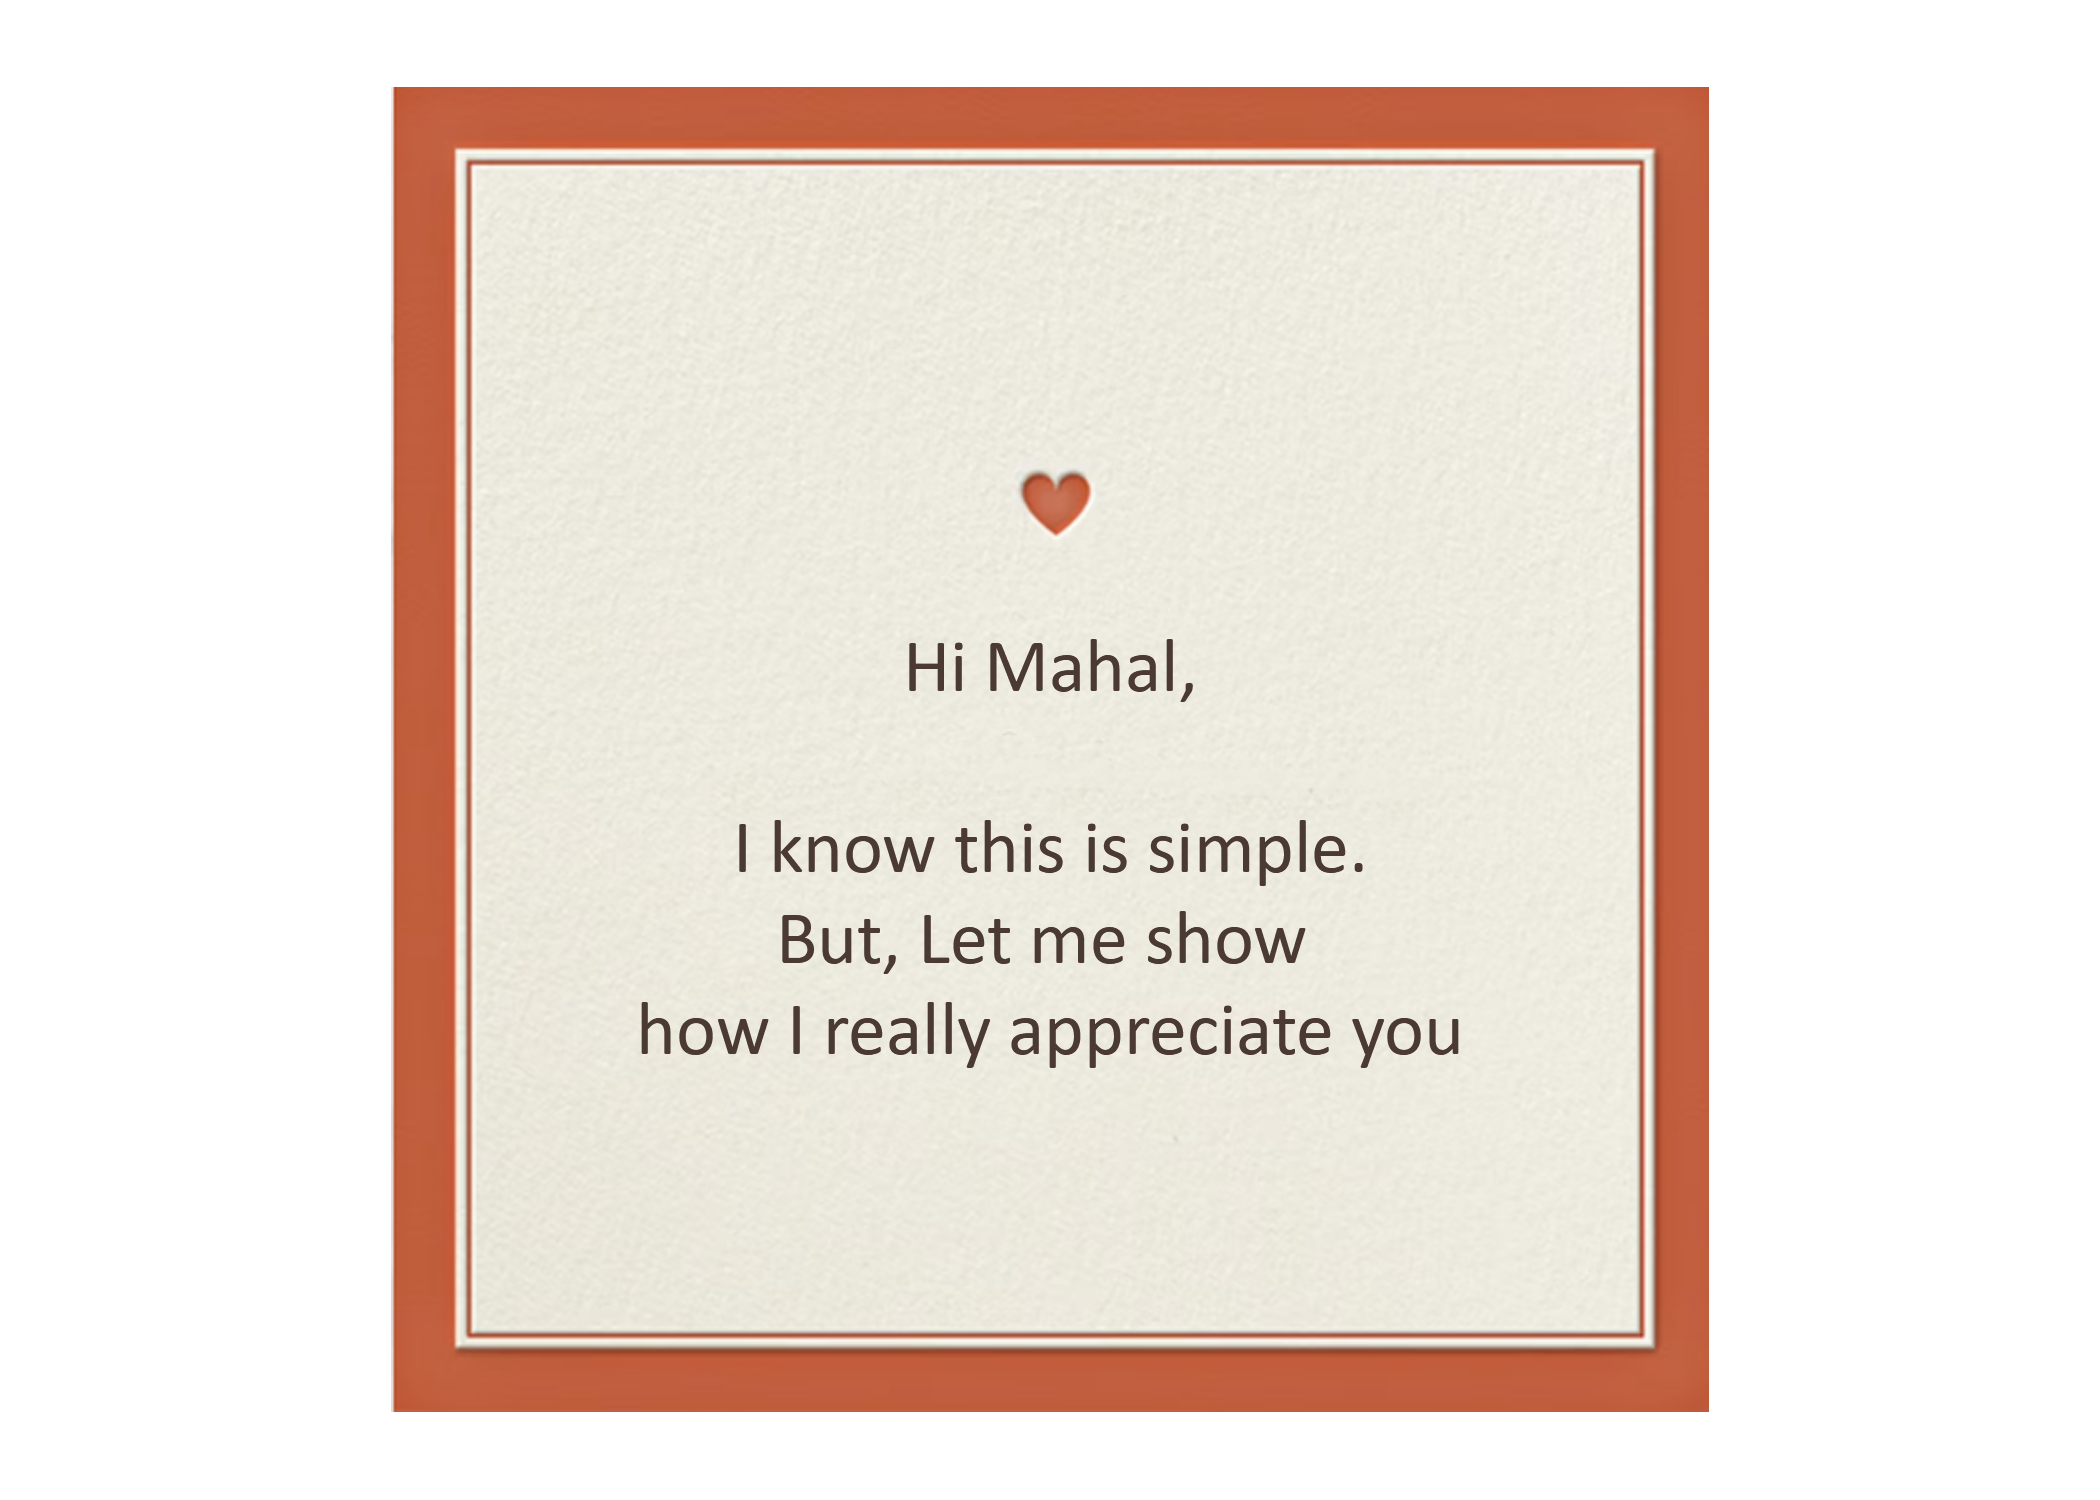 Hi Mahal,
I know this is simple.
But, Let me show
how I really appreciate you